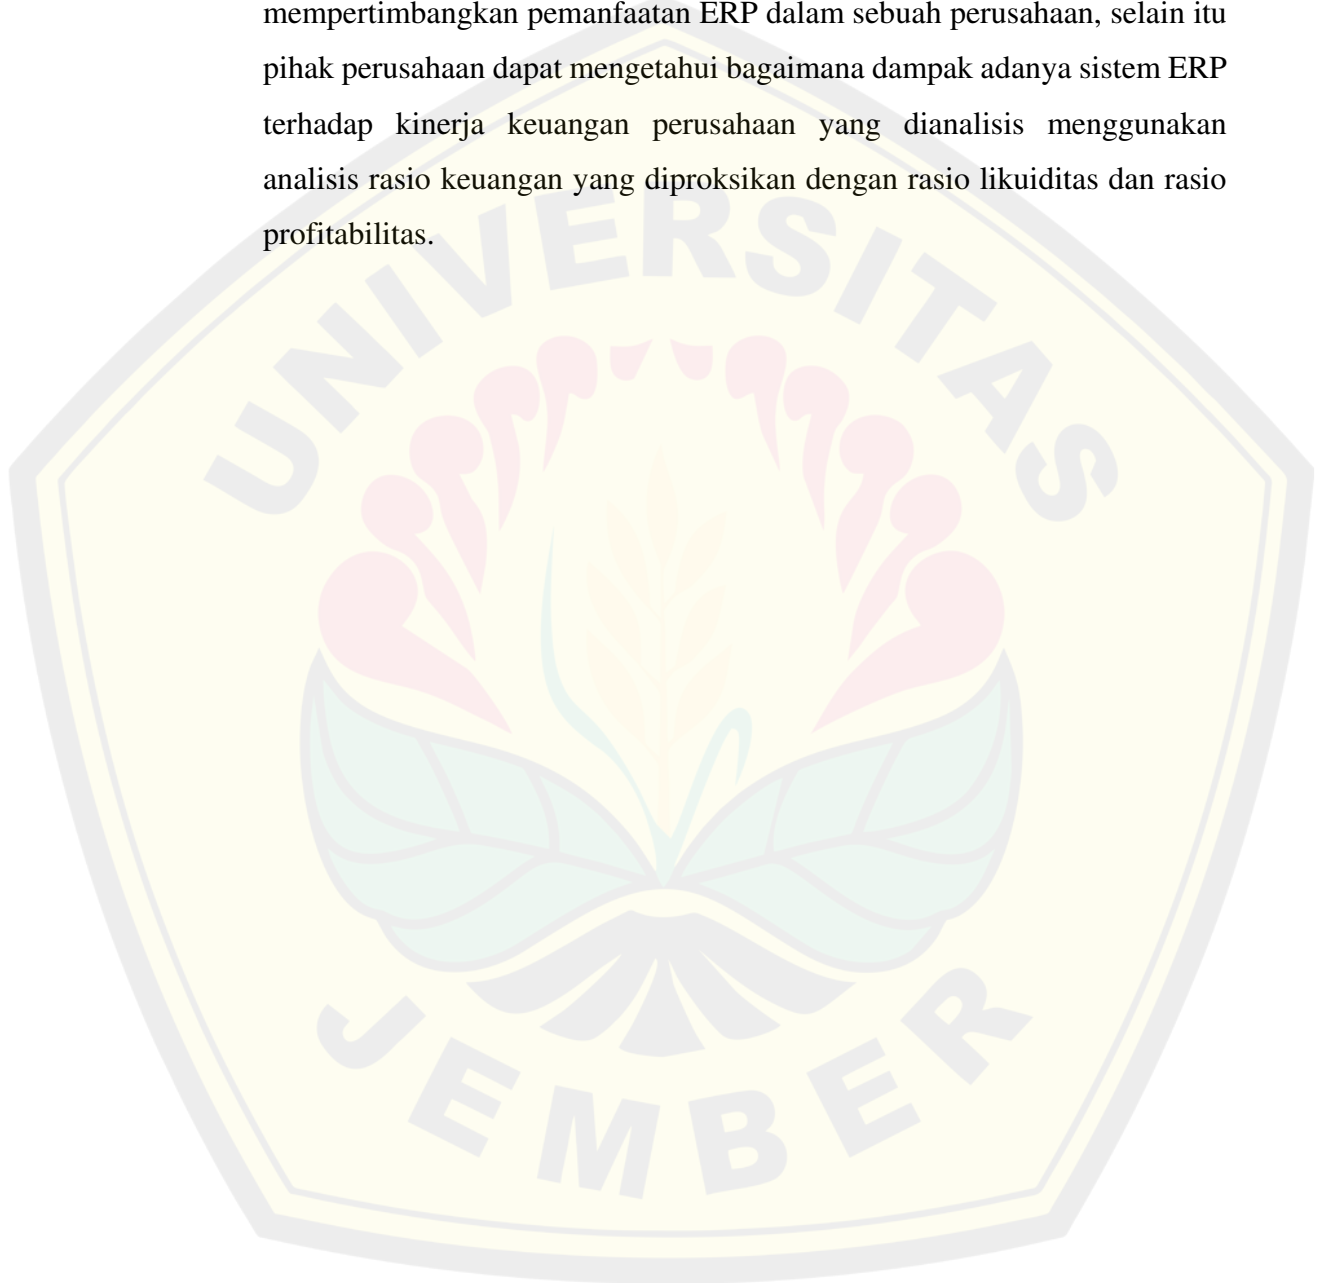 mempertimbangkan pemanfaatan ERP dalam sebuah perusahaan, selain itu
pihak perusahaan dapat mengetahui bagaimana dampak adanya sistem ERP
terhadap kinerja keuangan perusahaan yang dianalisis menggunakan
analisis rasio keuangan yang diproksikan dengan rasio likuiditas dan rasio
profitabilitas.
UNIVERSITAS
JEMBER